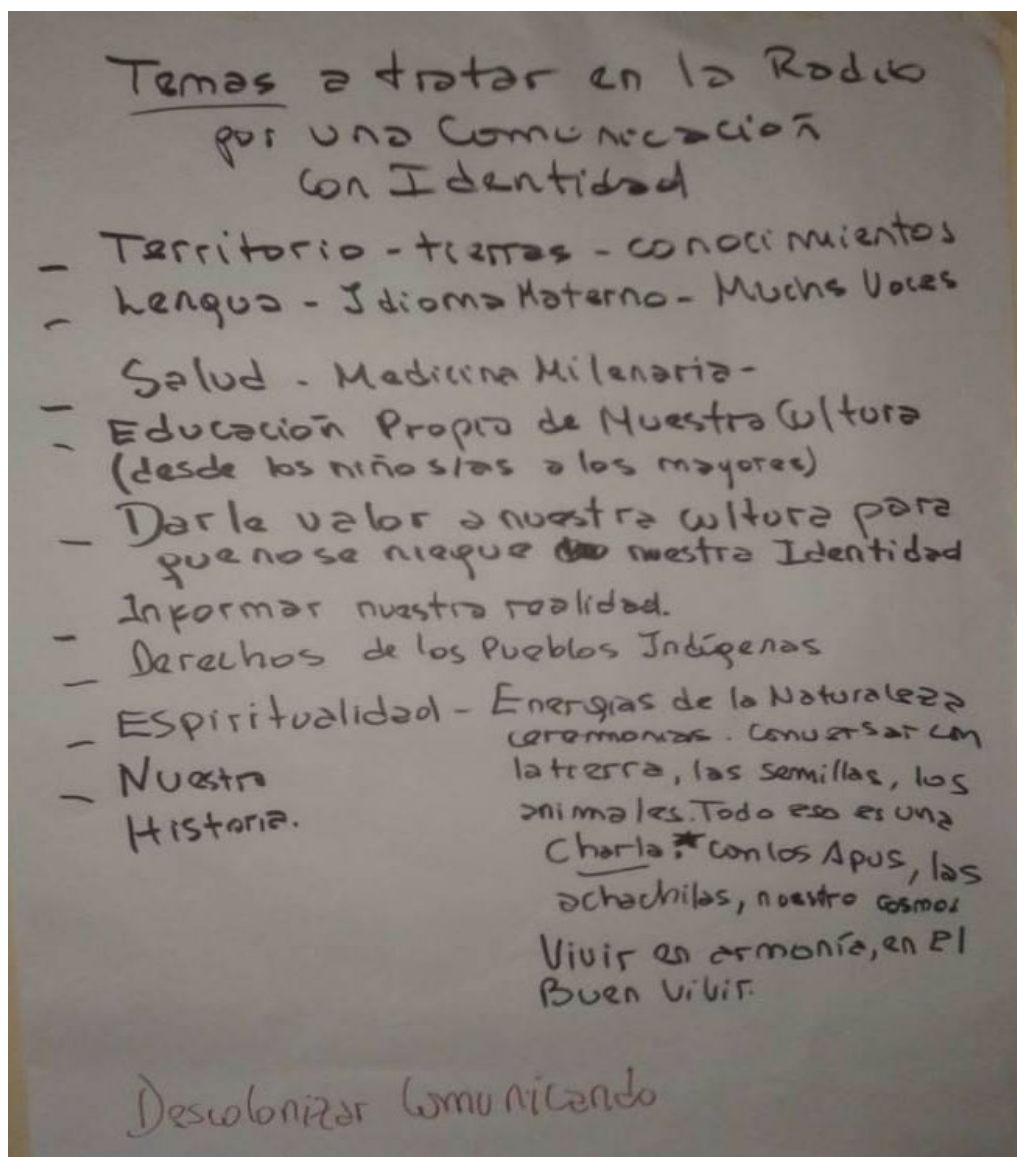 Temas a tratar en la Radio
por una Comunicación
con Identidad
- Territorio - tierras - conocimientos
- Lengua - Idioma Materno - Muchs Voces
- Salud - Medicina Milenaria -
- Educación Propia de Nuestra Cultura
(desde los niños/as a los mayores)
- Darle valor a nuestra cultura para
que no se niegue nuestra Identidad
- Informar nuestra realidad.
- Derechos de los Pueblos Indígenas
- Espiritualidad - Energias de la Naturaleza
ceremonias. Conversar con
la tierra, las semillas, los
animales. Todo eso es una
Charla.* con los Apus, las
achachilas, nuestro cosmos
Vivir en armonía, en el
Buen Vivir.
- Nuestra
Historia.
Descolonizar Comunicando